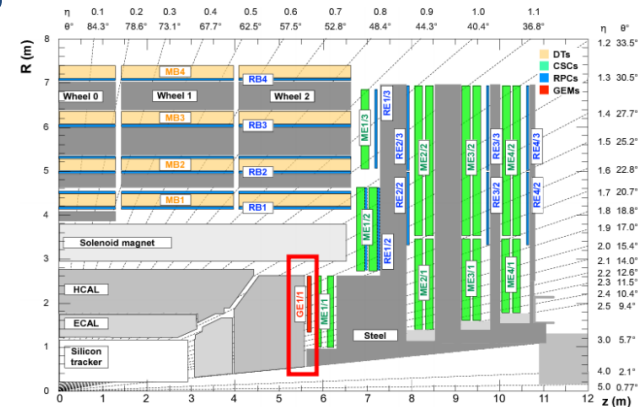 η 0.1 0.2 0.3 0.4 0.5 0.6 0.7 0.8 0.9 1.0 1.1 η θ°
θ° 84.3° 78.6° 73.1° 67.7° 62.5° 57.5° 52.8° 48.4° 44.3° 40.4° 36.8°
R (m)
8
7
6
5
4
3
2
1
0
1.2 33.5°
1.3 30.5°
1.4 27.7°
1.5 25.2°
1.6 22.8°
1.7 20.7°
1.8 18.8°
1.9 17.0°
2.0 15.4°
2.1 14.0°
2.2 12.6°
2.3 11.5°
2.4 10.4°
2.5 9.4°
3.0 5.7°
4.0 2.1°
5.0 0.77°
DTs
CSCs
RPCs
GEMs
MB4
RB4
Wheel 0
Wheel 1
Wheel 2
MB3
RB3
MB2
RB2
MB1
RB1
Solenoid magnet
HCAL
ECAL
Silicon
tracker
Steel
GE1/1
ME1/1
ME1/2
ME1/3
RE1/2
RE1/3
RE2/2
RE2/3
ME2/1
ME2/2
ME3/1
ME3/2
RE3/2
RE3/3
ME4/1
ME4/2
RE4/2
RE4/3
0 1 2 3 4 5 6 7 8 9 10 11 12
z (m)